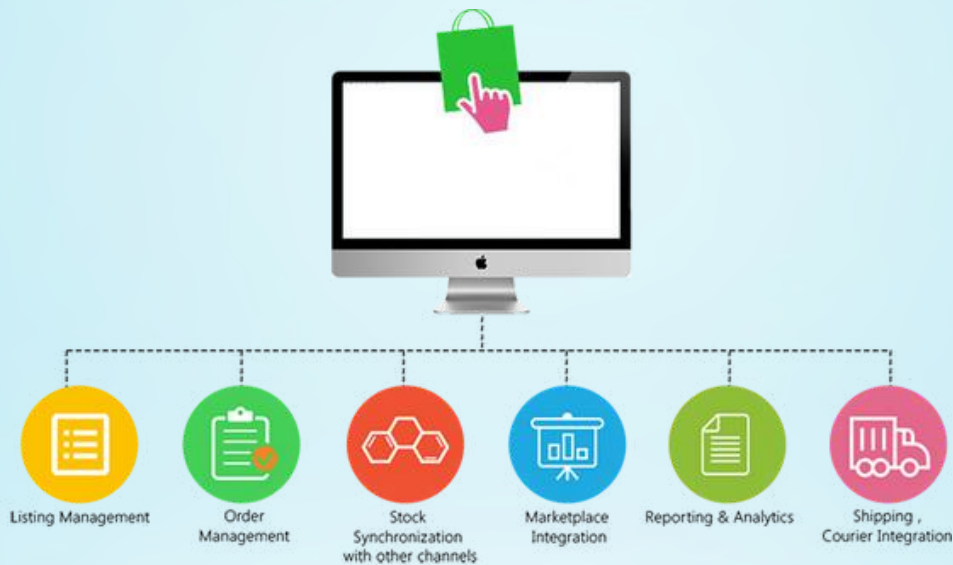 Listing Management
Order
Management
Stock
Synchronization
with other channels
Marketplace
Integration
Reporting & Analytics
Shipping ,
Courier Integration